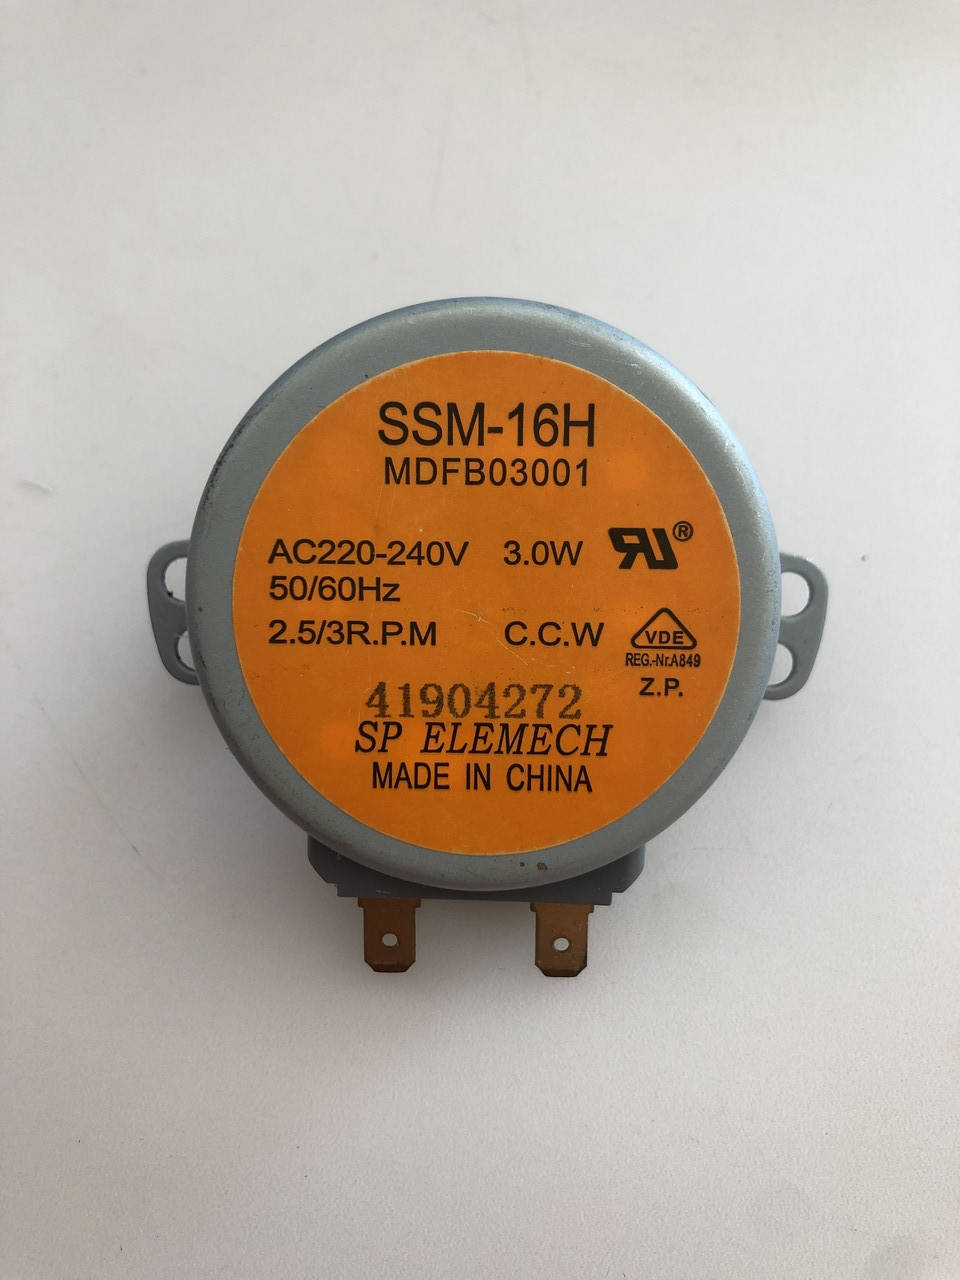 SSM-16H
MDFB03001
AC220-240V 3.0W
RU®
50/60Hz
2.5/3R.P.M C.C.W
VDE
REG.-Nr.A849
Z.P.
41904272
SP ELEMECH
MADE IN CHINA